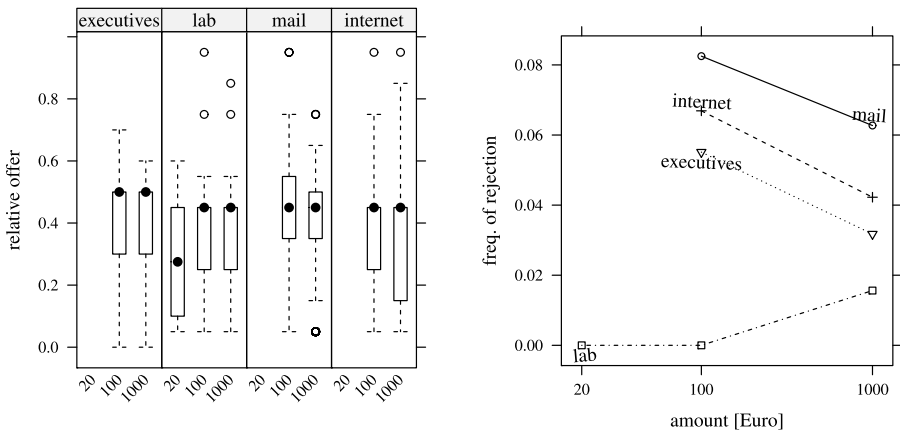 executives lab mail internet
relative offer
0.8
0.6
0.4
0.2
0.0
20 100 1000 20 100 1000 20 100 1000 20 100 1000
freq. of rejection
0.08
0.06
0.04
0.02
0.00
mail
internet
executives
lab
20 100 1000
amount [Euro]